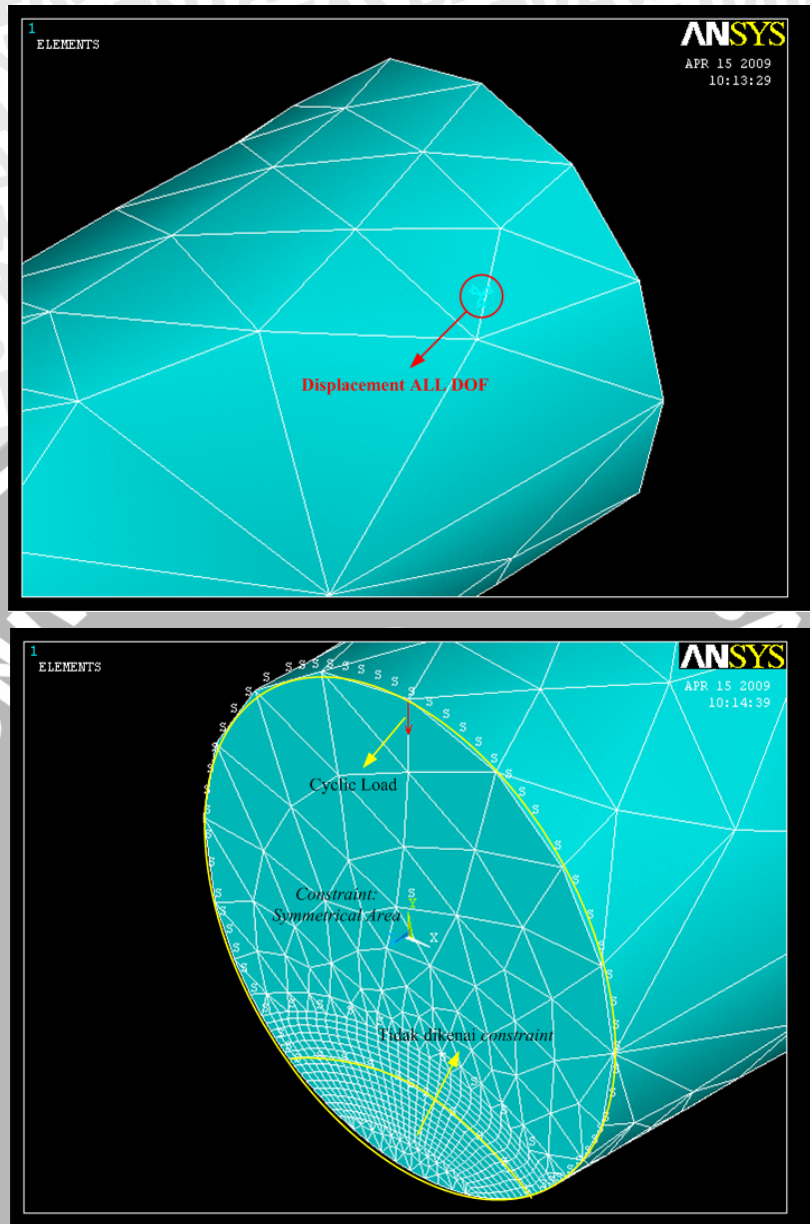 1
ELEMENTS
ANSYS
APR 15 2009
10:13:29
Displacement ALL DOF
1
ELEMENTS
ANSYS
APR 15 2009
10:14:39
Cyclic Load
Constraint:
Symmetrical Area
Y
X
Tidak dikenai constraint